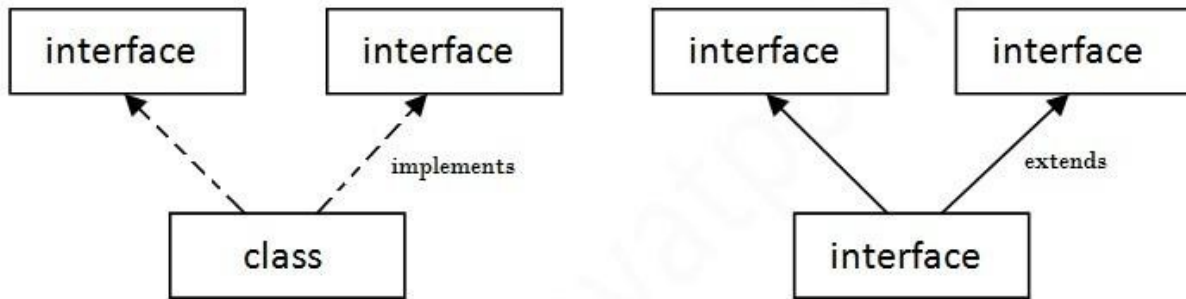 interface interface interface interface
implements extends
class interface